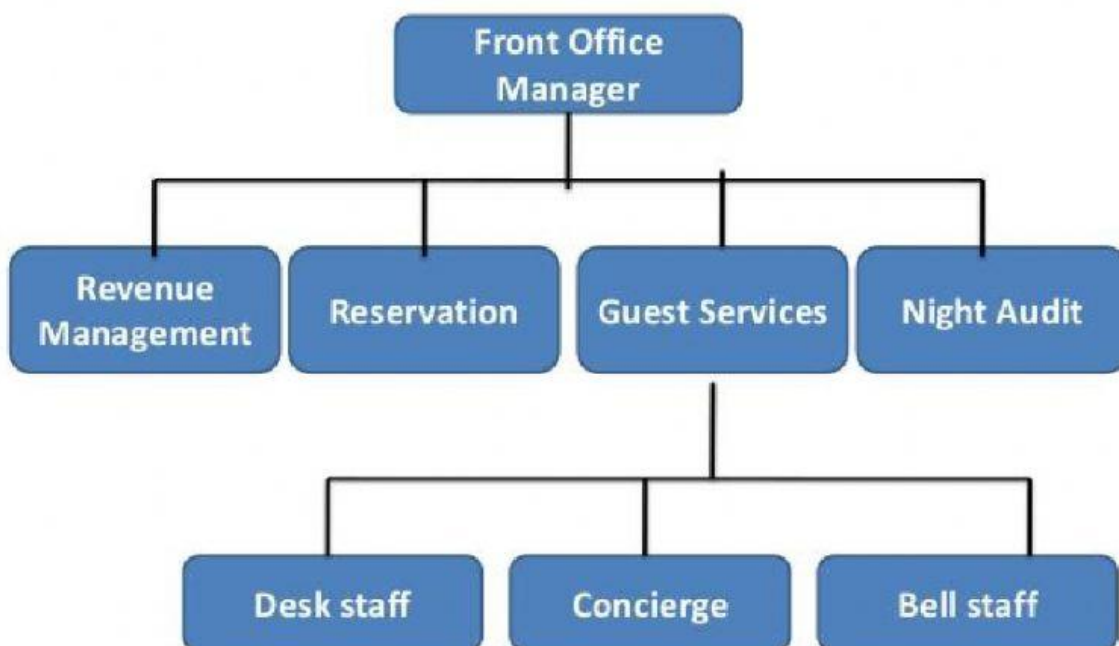 Front Office
Manager
Revenue
Management
Reservation
Guest Services
Night Audit
Desk staff
Concierge
Bell staff